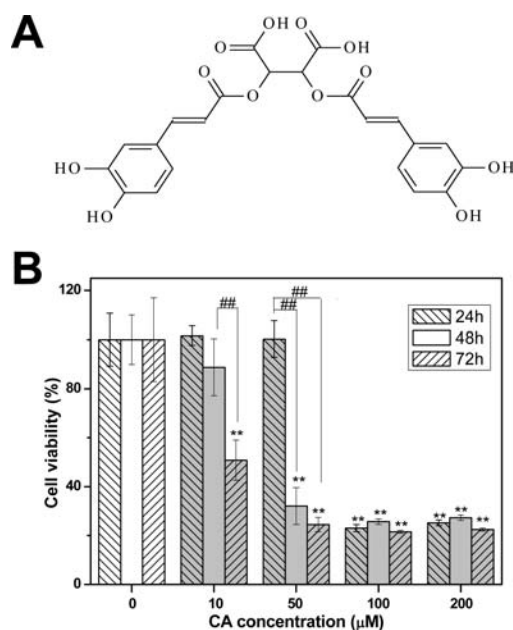 A
OH
O
O
OH
O
O
O
O
HO
HO
OH
OH
B
Cell viability (%)
120
80
40
0
##
##
##
**
**
**
**
**
**
**
**
**
24h
48h
72h
0 10 50 100 200
CA concentration (μM)